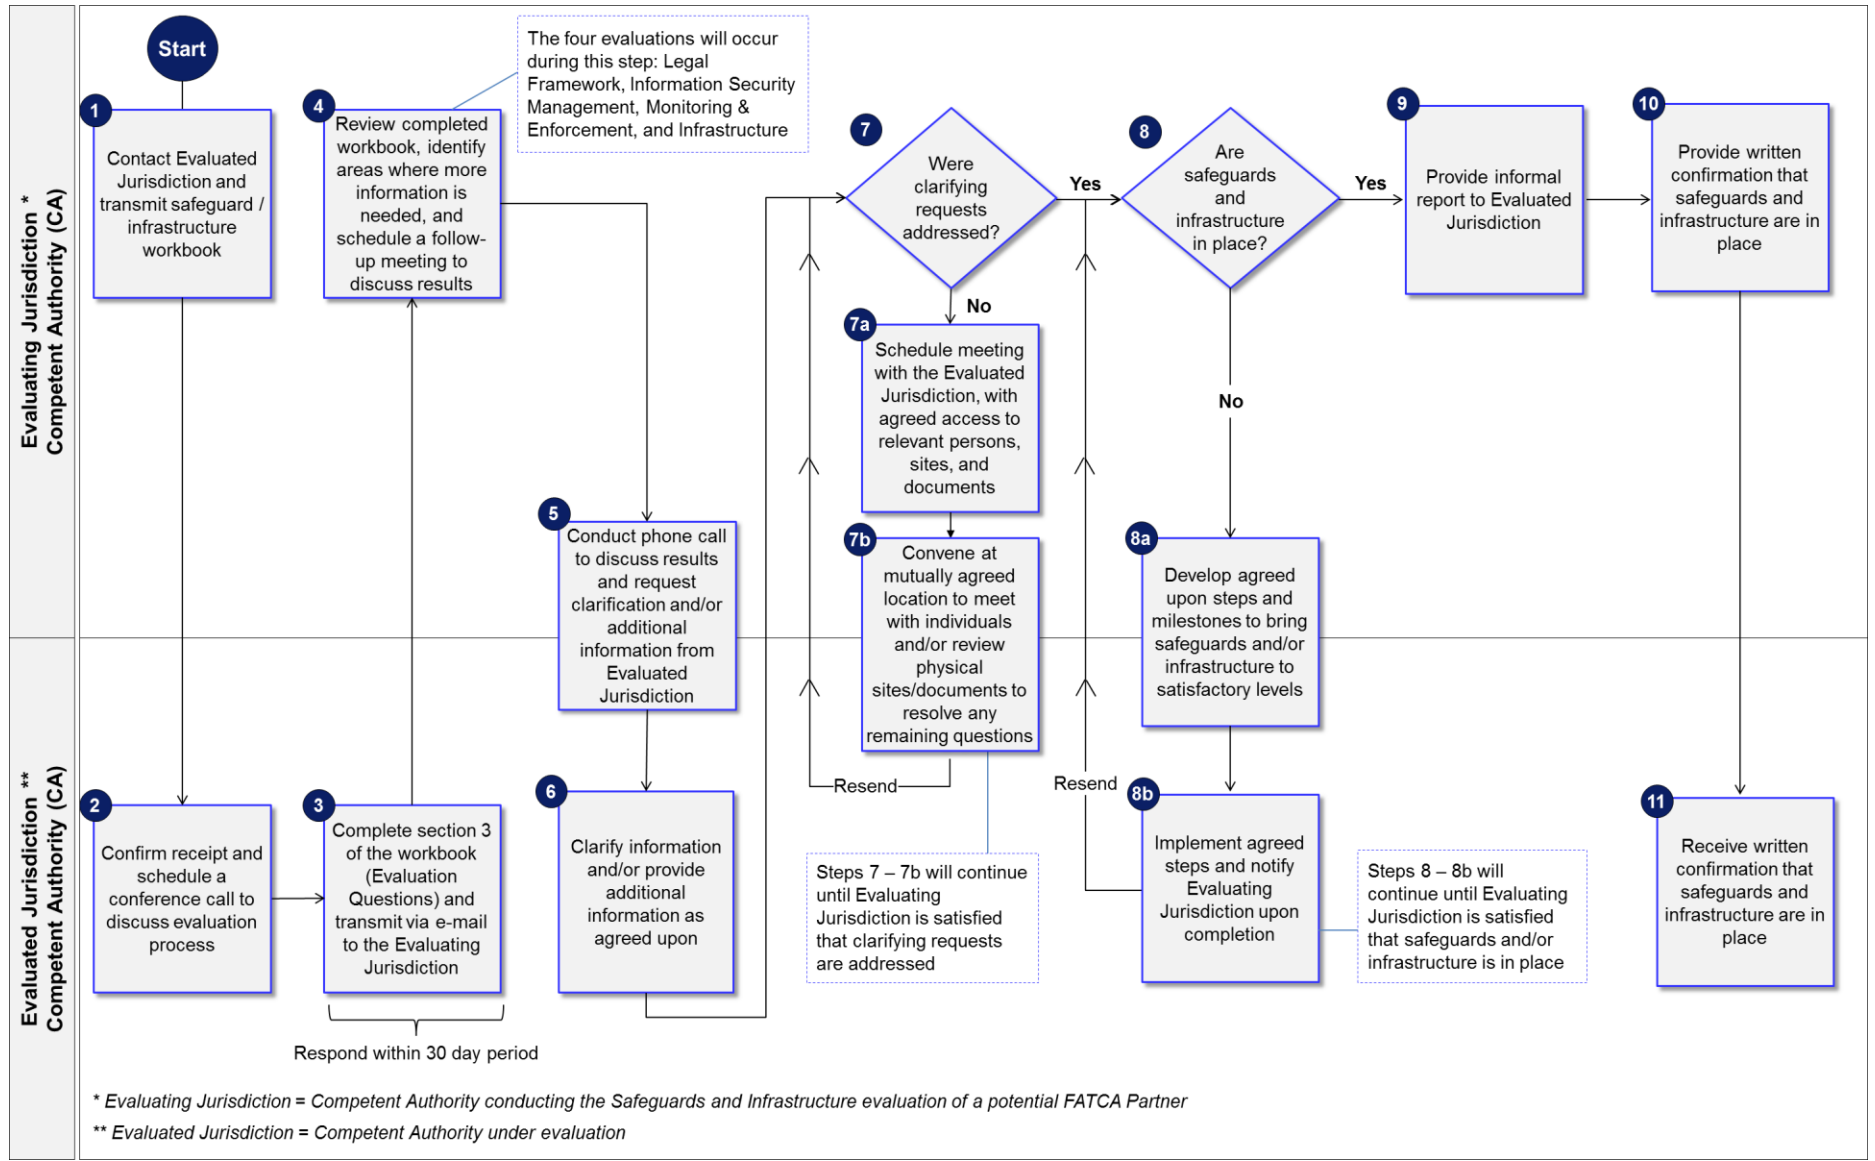 Evaluating Jurisdiction *
Competent Authority (CA)
Evaluated Jurisdiction **
Competent Authority (CA)
Start
1
Contact Evaluated
Jurisdiction and
transmit safeguard /
infrastructure
workbook
2
Confirm receipt and
schedule a
conference call to
discuss evaluation
process
3
Complete section 3
of the workbook
(Evaluation
Questions) and
transmit via e-mail
to the Evaluating
Jurisdiction
Respond within 30 day period
4
Review completed
workbook, identify
areas where more
information is
needed, and
schedule a follow-
up meeting to
discuss results
The four evaluations will occur
during this step: Legal
Framework, Information Security
Management, Monitoring &
Enforcement, and Infrastructure
5
Conduct phone call
to discuss results
and request
clarification and/or
additional
information from
Evaluated
Jurisdiction
6
Clarify information
and/or provide
additional
information as
agreed upon
7
Were
clarifying
requests
addressed?
Yes
No
7a
Schedule meeting
with the Evaluated
Jurisdiction, with
agreed access to
relevant persons,
sites, and
documents
7b
Convene at
mutually agreed
location to meet
with individuals
and/or review
physical
sites/documents to
resolve any
remaining questions
Resend
Steps 7 – 7b will continue
until Evaluating
Jurisdiction is satisfied
that clarifying requests
are addressed
8
Are
safeguards
and
infrastructure
in place?
Yes
No
8a
Develop agreed
upon steps and
milestones to bring
safeguards and/or
infrastructure to
satisfactory levels
8b
Implement agreed
steps and notify
Evaluating
Jurisdiction upon
completion
Resend
Steps 8 – 8b will
continue until Evaluating
Jurisdiction is satisfied
that safeguards and/or
infrastructure is in place
9
Provide informal
report to Evaluated
Jurisdiction
10
Provide written
confirmation that
safeguards and
infrastructure are in
place
11
Receive written
confirmation that
safeguards and
infrastructure are in
place
* Evaluating Jurisdiction = Competent Authority conducting the Safeguards and Infrastructure evaluation of a potential FATCA Partner
** Evaluated Jurisdiction = Competent Authority under evaluation